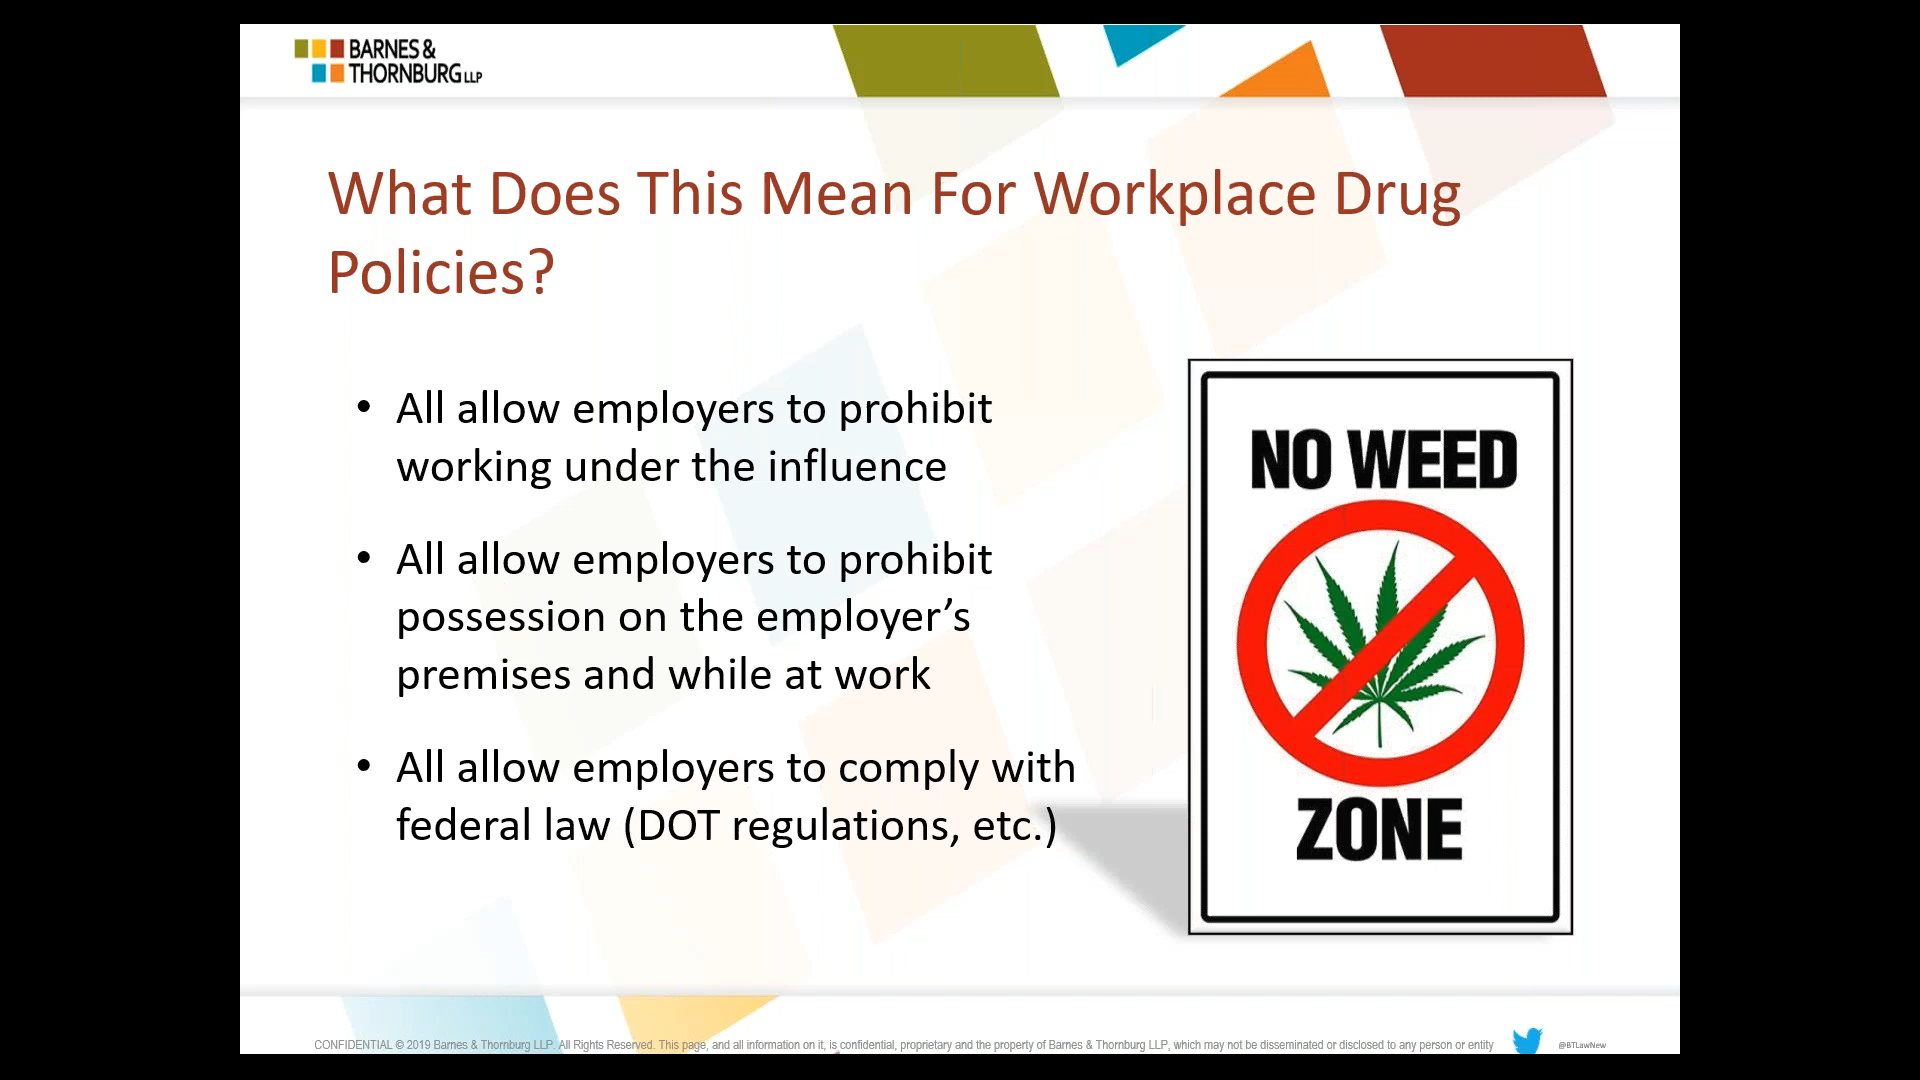 BARNES &
THORNBURG LLP
What Does This Mean For Workplace Drug
Policies?
• All allow employers to prohibit
working under the influence
• All allow employers to prohibit
possession on the employer’s
premises and while at work
• All allow employers to comply with
federal law (DOT regulations, etc.)
NO WEED
ZONE
CONFIDENTIAL © 2019 Barnes & Thornburg LLP. All Rights Reserved. This page, and all information on it, is confidential, proprietary and the property of Barnes & Thornburg LLP, which may not be disseminated or disclosed to any person or entity
@BTLawNew